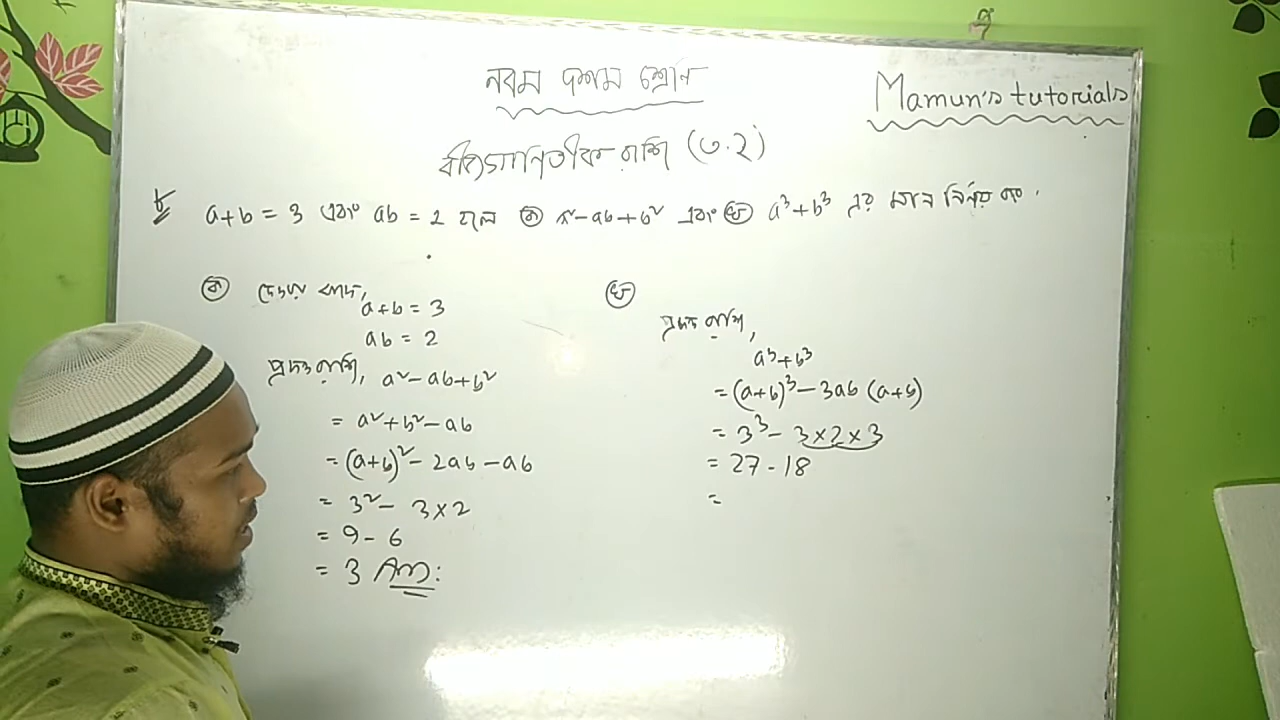 নবম দশম শ্রেণি
Mamun's tutorials
বীজগাণিতীক রাশি (৩.২)
৮ a+b = 3 এবং ab = 2 হলে ক a²-ab+b² এবং খ a³+b³ এর মান নির্ণয় কর।
ক দেওয়া আছে,
a+b = 3
ab = 2
প্রদত্ত রাশি, a²-ab+b²
= a²+b²-ab
= (a+b)²-2ab-ab
= 3²- 3×2
= 9-6
= 3 Ans:
খ
প্রদত্ত রাশি,
a³+b³
= (a+b)³-3ab(a+b)
= 3³- 3×2×3
= 27-18
=